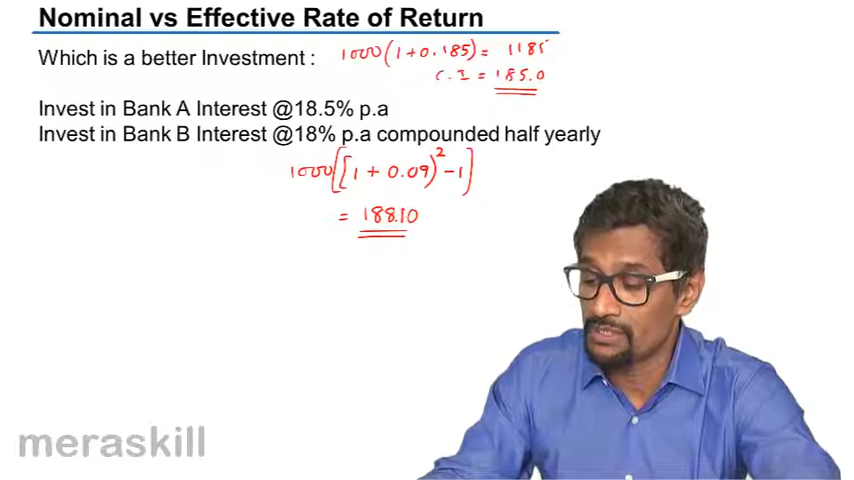 Nominal vs Effective Rate of Return
Which is a better Investment : 1000(1+0.185) = 1185
C.I = 185.0
Invest in Bank A Interest @18.5% p.a
Invest in Bank B Interest @18% p.a compounded half yearly
1000[[1 + 0.09)² - 1]
= 188.10
meraskill